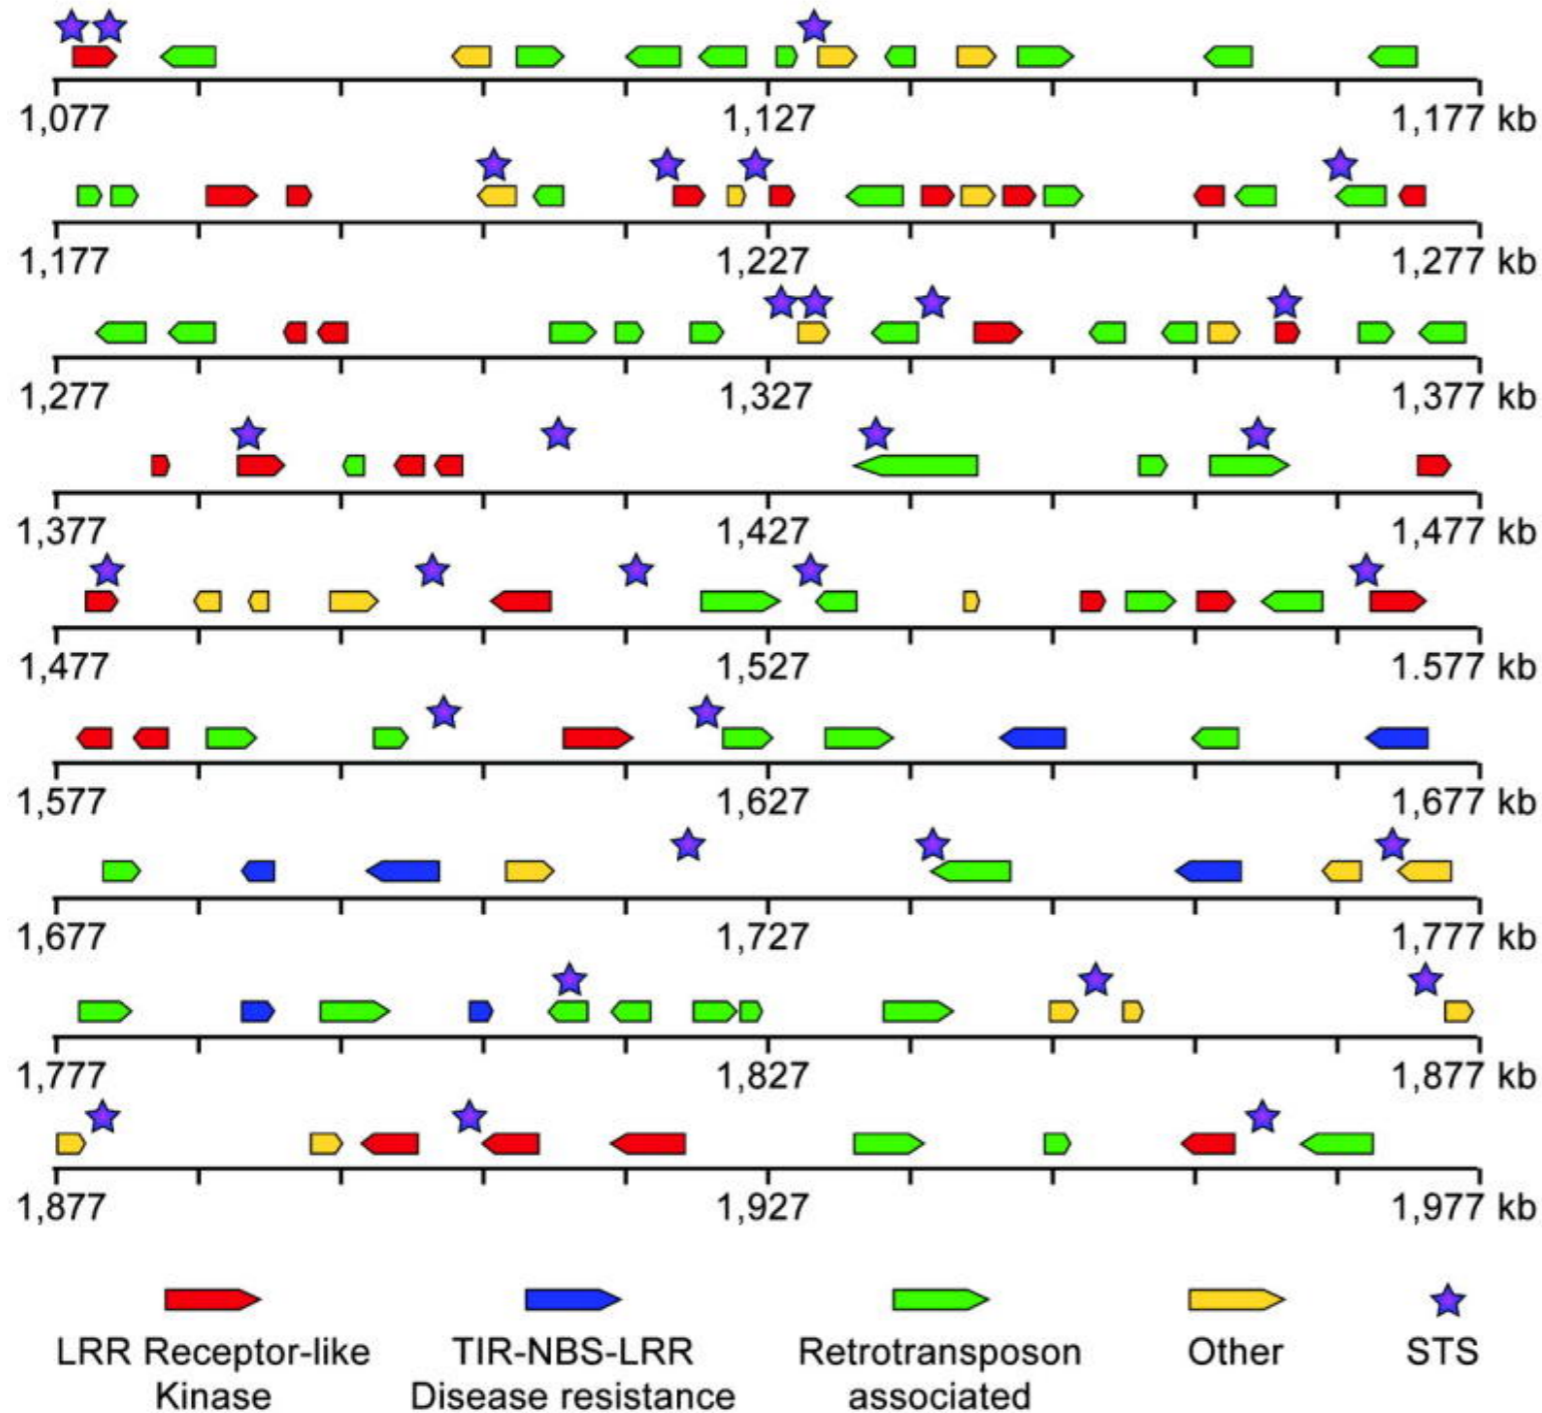 1,077 1,127 1,177 kb
1,177 1,227 1,277 kb
1,277 1,327 1,377 kb
1,377 1,427 1,477 kb
1,477 1,527 1.577 kb
1,577 1,627 1,677 kb
1,677 1,727 1,777 kb
1,777 1,827 1,877 kb
1,877 1,927 1,977 kb
LRR Receptor-like TIR-NBS-LRR Retrotransposon Other STS
Kinase Disease resistance associated